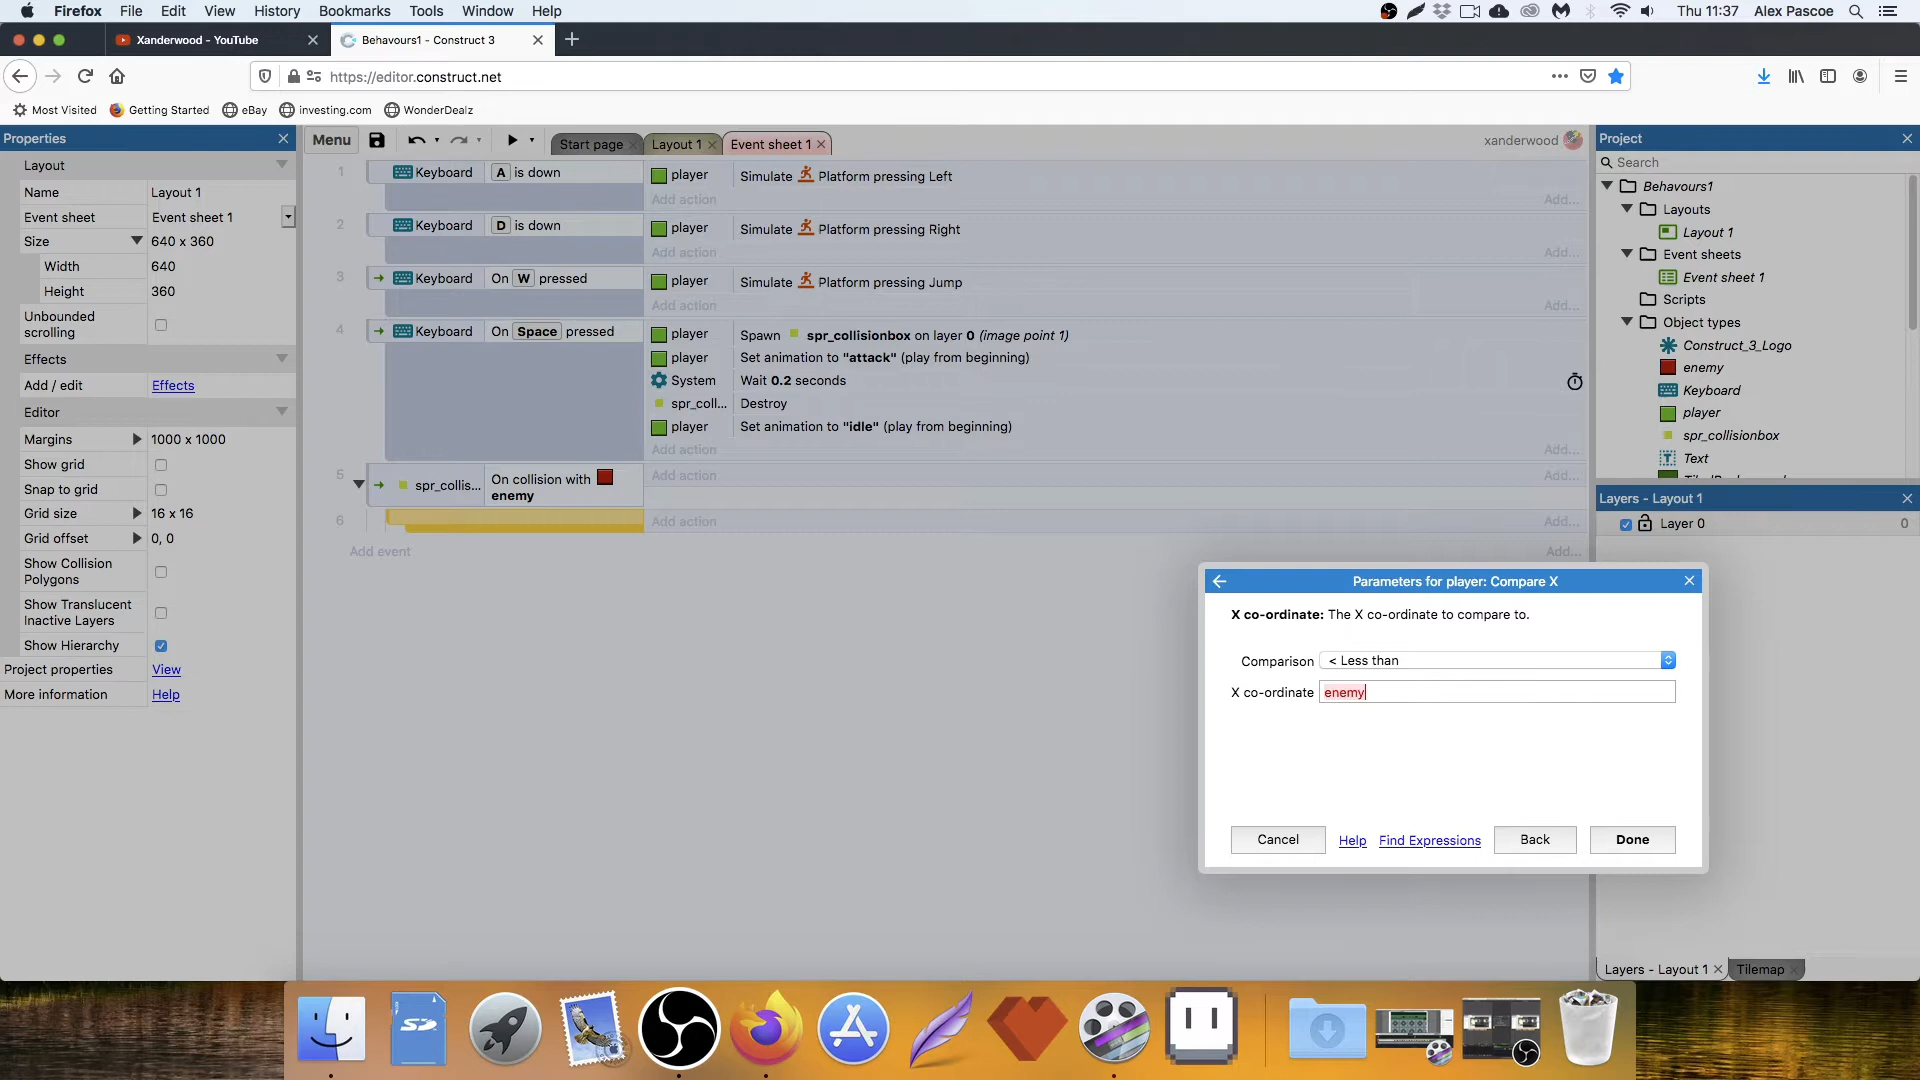 Firefox File Edit View History Bookmarks Tools Window Help Thu 11:37 Alex Pascoe
Xanderwood - YouTube Behavours1 - Construct 3
https://editor.construct.net
Most Visited Getting Started eBay investing.com WonderDealz
Properties
Layout
Name Layout 1
Event sheet Event sheet 1
Size 640 x 360
Width 640
Height 360
Unbounded
scrolling
Effects
Add / edit Effects
Editor
Margins 1000 x 1000
Show grid
Snap to grid
Grid size 16 x 16
Grid offset 0, 0
Show Collision
Polygons
Show Translucent
Inactive Layers
Show Hierarchy
Project properties View
More information Help
Menu Start page Layout 1 Event sheet 1 xanderwood
1 Keyboard A is down player Simulate Platform pressing Left
Add action Add...
2 Keyboard D is down player Simulate Platform pressing Right
Add action Add...
3 Keyboard On W pressed player Simulate Platform pressing Jump
Add action Add...
4 Keyboard On Space pressed player Spawn spr_collisionbox on layer 0 (image point 1)
player Set animation to "attack" (play from beginning)
System Wait 0.2 seconds
spr_coll... Destroy
player Set animation to "idle" (play from beginning)
Add action Add...
5 spr_collis... On collision with enemy Add action Add...
6 Add action Add...
Add event Add...
Parameters for player: Compare X
X co-ordinate: The X co-ordinate to compare to.
Comparison < Less than
X co-ordinate enemy
Cancel Help Find Expressions Back Done
Project
Search
Behavours1
Layouts
Layout 1
Event sheets
Event sheet 1
Scripts
Object types
Construct_3_Logo
enemy
Keyboard
player
spr_collisionbox
Text
Layers - Layout 1
Layer 0 0
Layers - Layout 1 Tilemap
SD